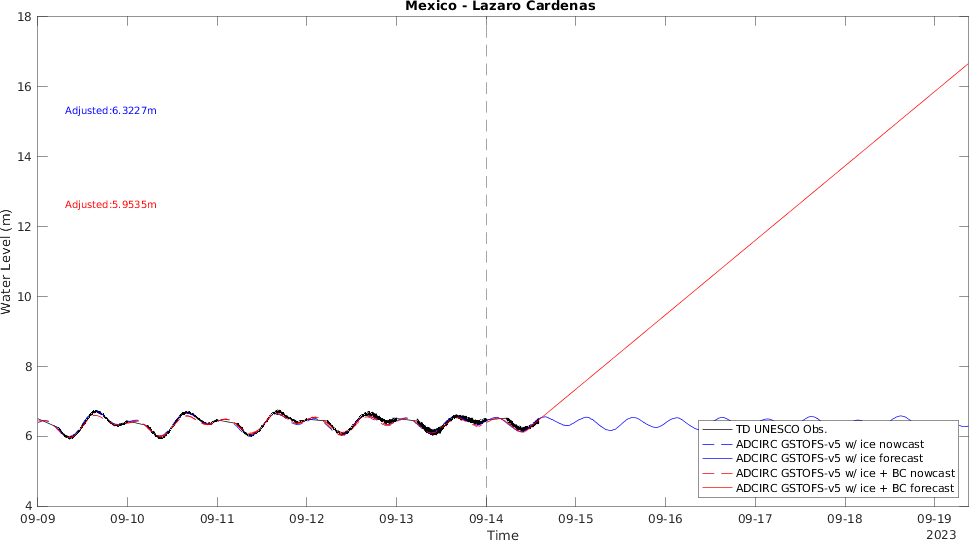 Mexico - Lazaro Cardenas
18
16
14
12
10
8
6
4
Water Level (m)
Adjusted:6.3227m
Adjusted:5.9535m
TD UNESCO Obs.
ADCIRC GSTOFS-v5 w/ ice nowcast
ADCIRC GSTOFS-v5 w/ ice forecast
ADCIRC GSTOFS-v5 w/ ice + BC nowcast
ADCIRC GSTOFS-v5 w/ ice + BC forecast
09-09 09-10 09-11 09-12 09-13 09-14 09-15 09-16 09-17 09-18 09-19
Time
2023